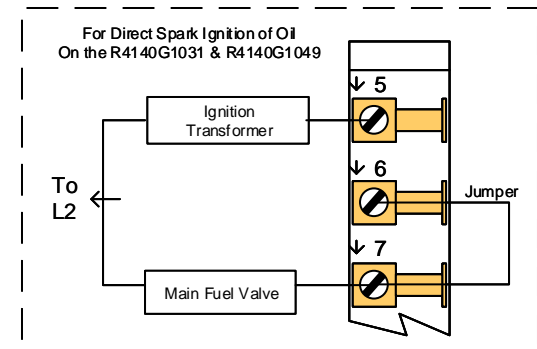 For Direct Spark Ignition of Oil
On the R4140G1031 & R4140G1049
5
Ignition
Transformer
6
To
L2
Jumper
7
Main Fuel Valve